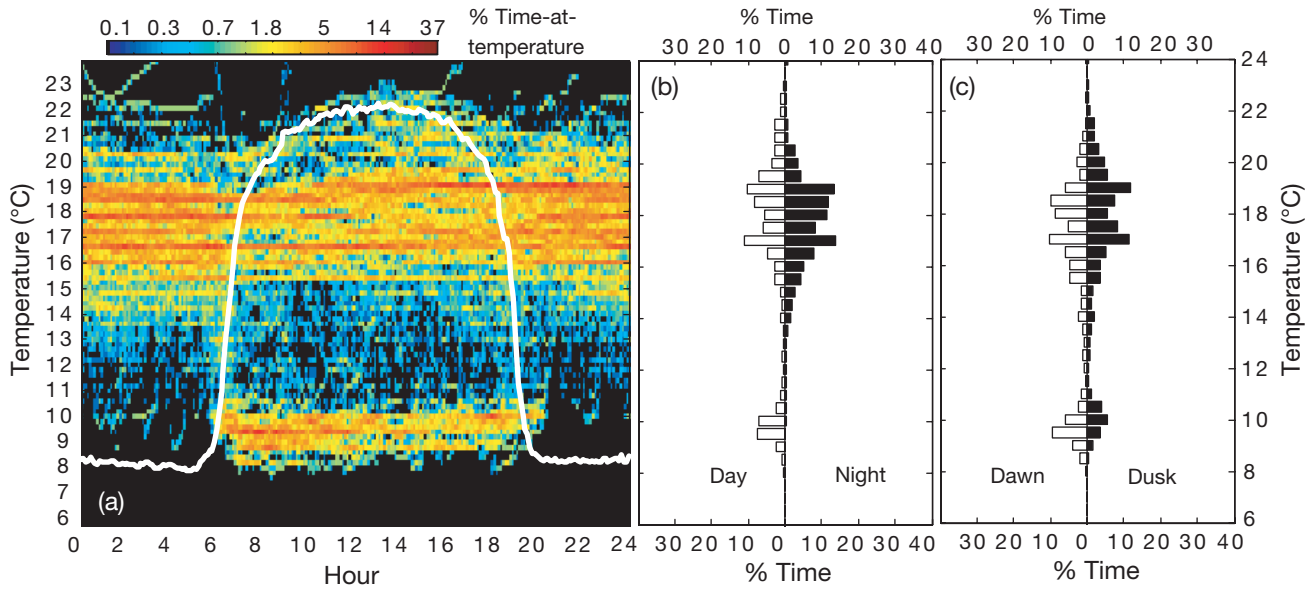 0.1 0.3 0.7 1.8 5 14 37
% Time-at-
temperature
Temperature (°C)
23
22
21
20
19
18
17
16
15
14
13
12
11
10
9
8
7
6
(a)
0 2 4 6 8 10 12 14 16 18 20 22 24
Hour
% Time
30 20 10 0 10 20 30
(b)
Day Night
40 30 20 10 0 10 20 30 40
% Time
% Time
30 20 10 0 10 20 30
(c)
Dawn Dusk
30 20 10 0 10 20 30 40
% Time
24
22
20
18
16
14
12
10
8
6
Temperature (°C)